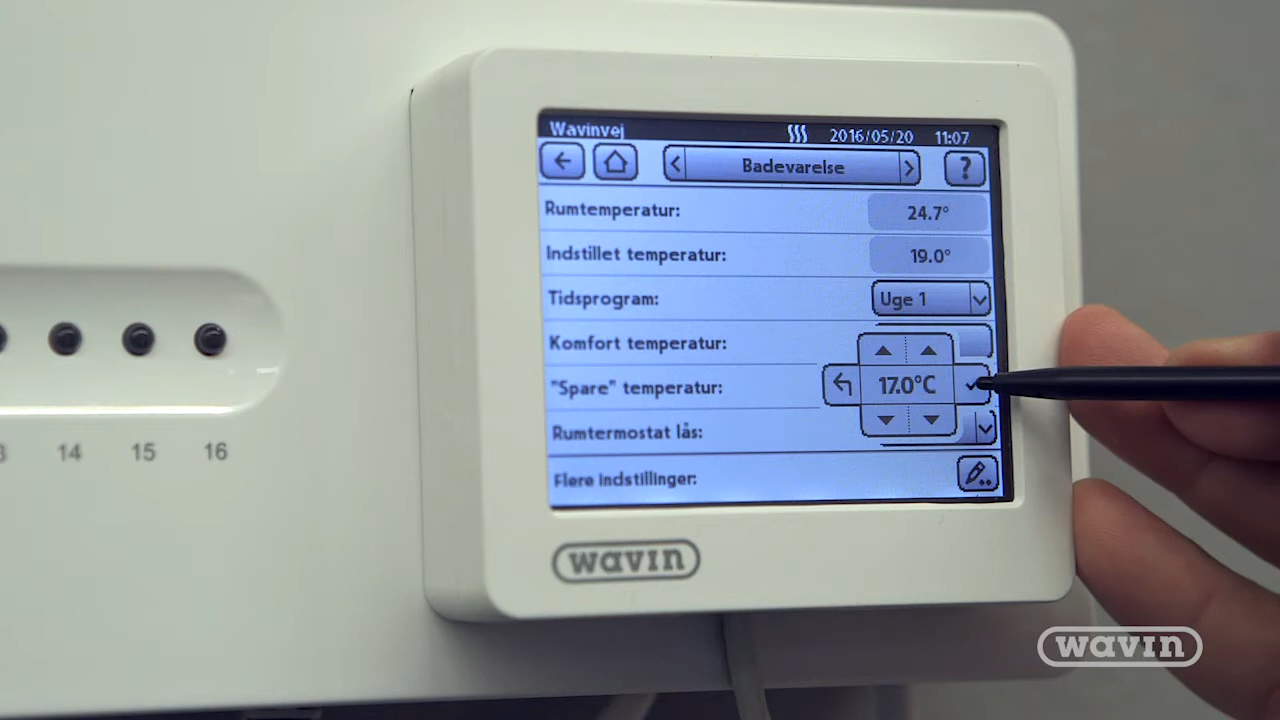 Wavinvej 2016/05/20 11:07
Badevarelse ?
Rumtemperatur: 24.7°
Indstillet temperatur: 19.0°
Tidsprogram: Uge 1
Komfort temperatur:
"Spare" temperatur: 17.0°C
Rumtermostat lås:
Flere indstillinger:
14 15 16
wavin
wavin